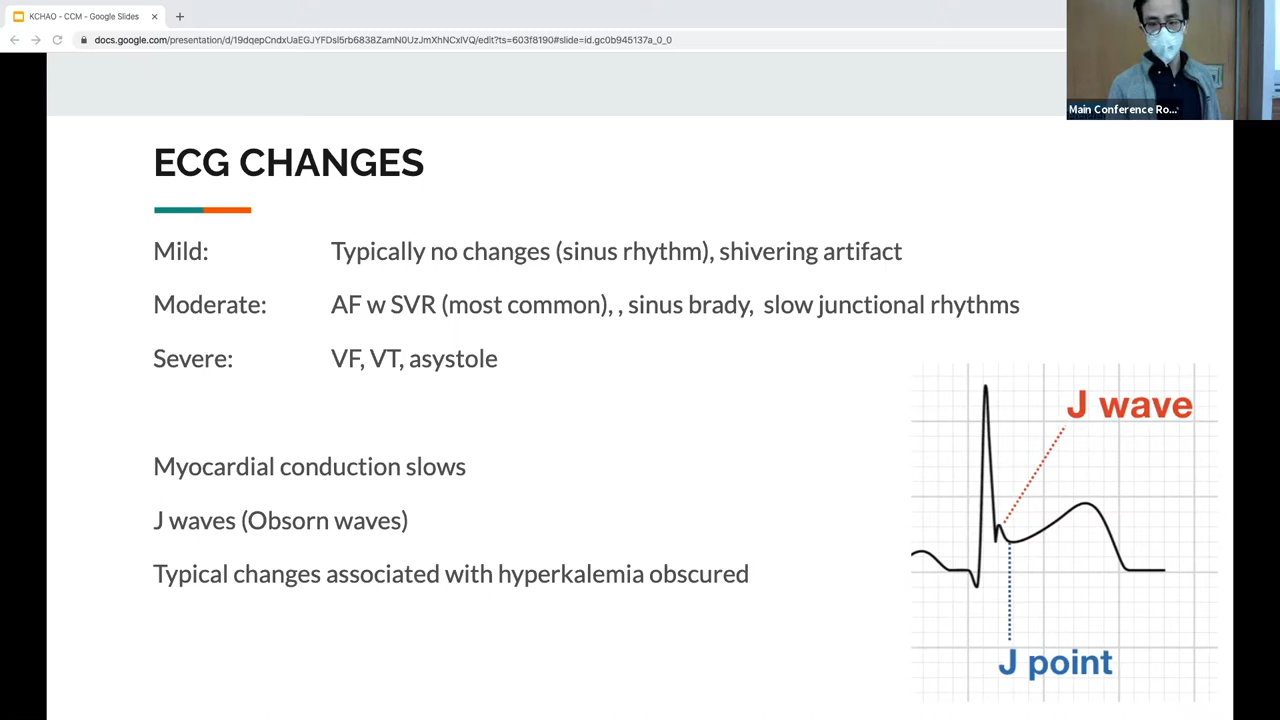 KCHAO - CCM - Google Slides
docs.google.com/presentation/d/19dqepCndxUaEGJYFDsl5rb6838ZamN0UzJmXhNCxlVQ/edit?ts=603f8190#slide=id.gc0b945137a_0_0
Main Conference Ro...
ECG CHANGES
Mild: Typically no changes (sinus rhythm), shivering artifact
Moderate: AF w SVR (most common), , sinus brady, slow junctional rhythms
Severe: VF, VT, asystole
Myocardial conduction slows
J waves (Obsorn waves)
Typical changes associated with hyperkalemia obscured
J wave
J point